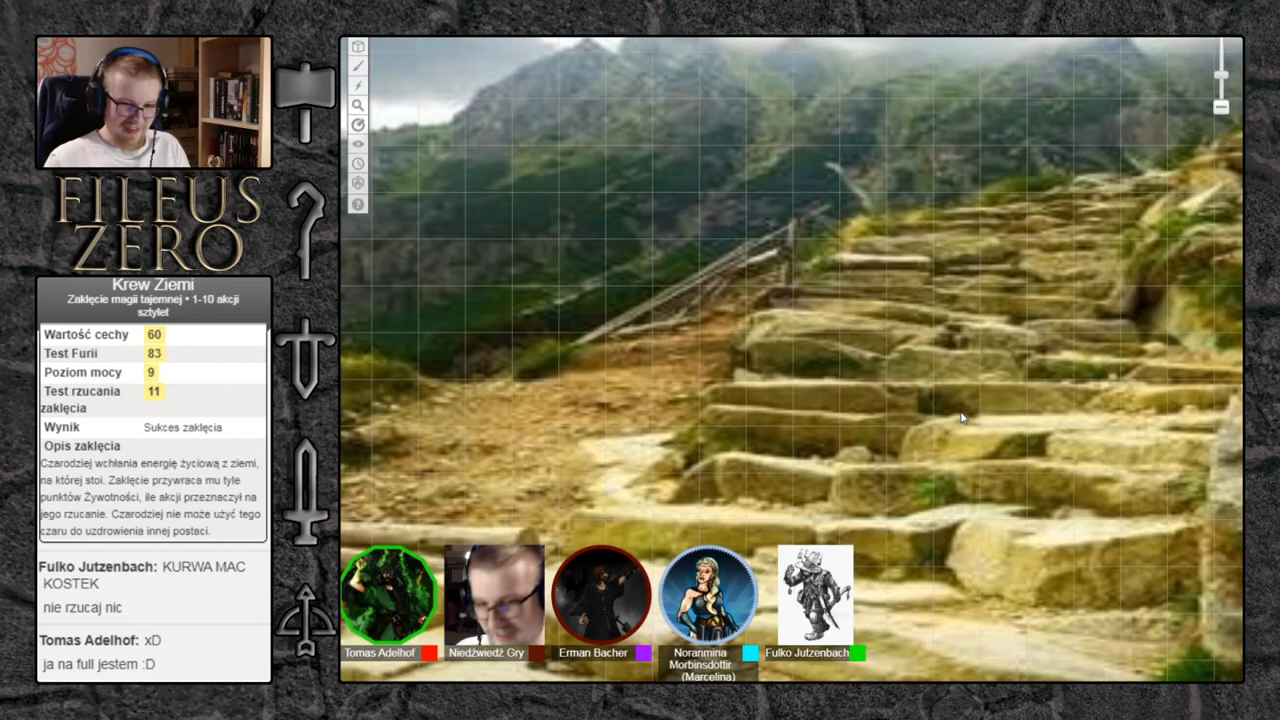 FILEUS
ZERO
Krew Ziemi
Zaklęcie magii tajemnej • 1-10 akcji
sztylet
Wartość cechy 60
Test Furii 83
Poziom mocy 9
Test rzucania 11
zaklęcia
Wynik Sukces zaklęcia
Opis zaklęcia
Czarodziej wchłania energię życiową z ziemi,
na której stoi. Zaklęcie przywraca mu tyle
punktów Żywotności, ile akcji przeznaczył na
jego rzucanie. Czarodziej nie może użyć tego
czaru do uzdrowienia innej postaci.
Fulko Jutzenbach: KURWA MAC
KOSTEK
nie rzucaj nic
Tomas Adelhof: xD
ja na full jestem :D
Tomas Adelhof
Niedźwiedź Gry
Erman Bacher
Noranmina
Morbinsdottir
(Marcelina)
Fulko Jutzenbach